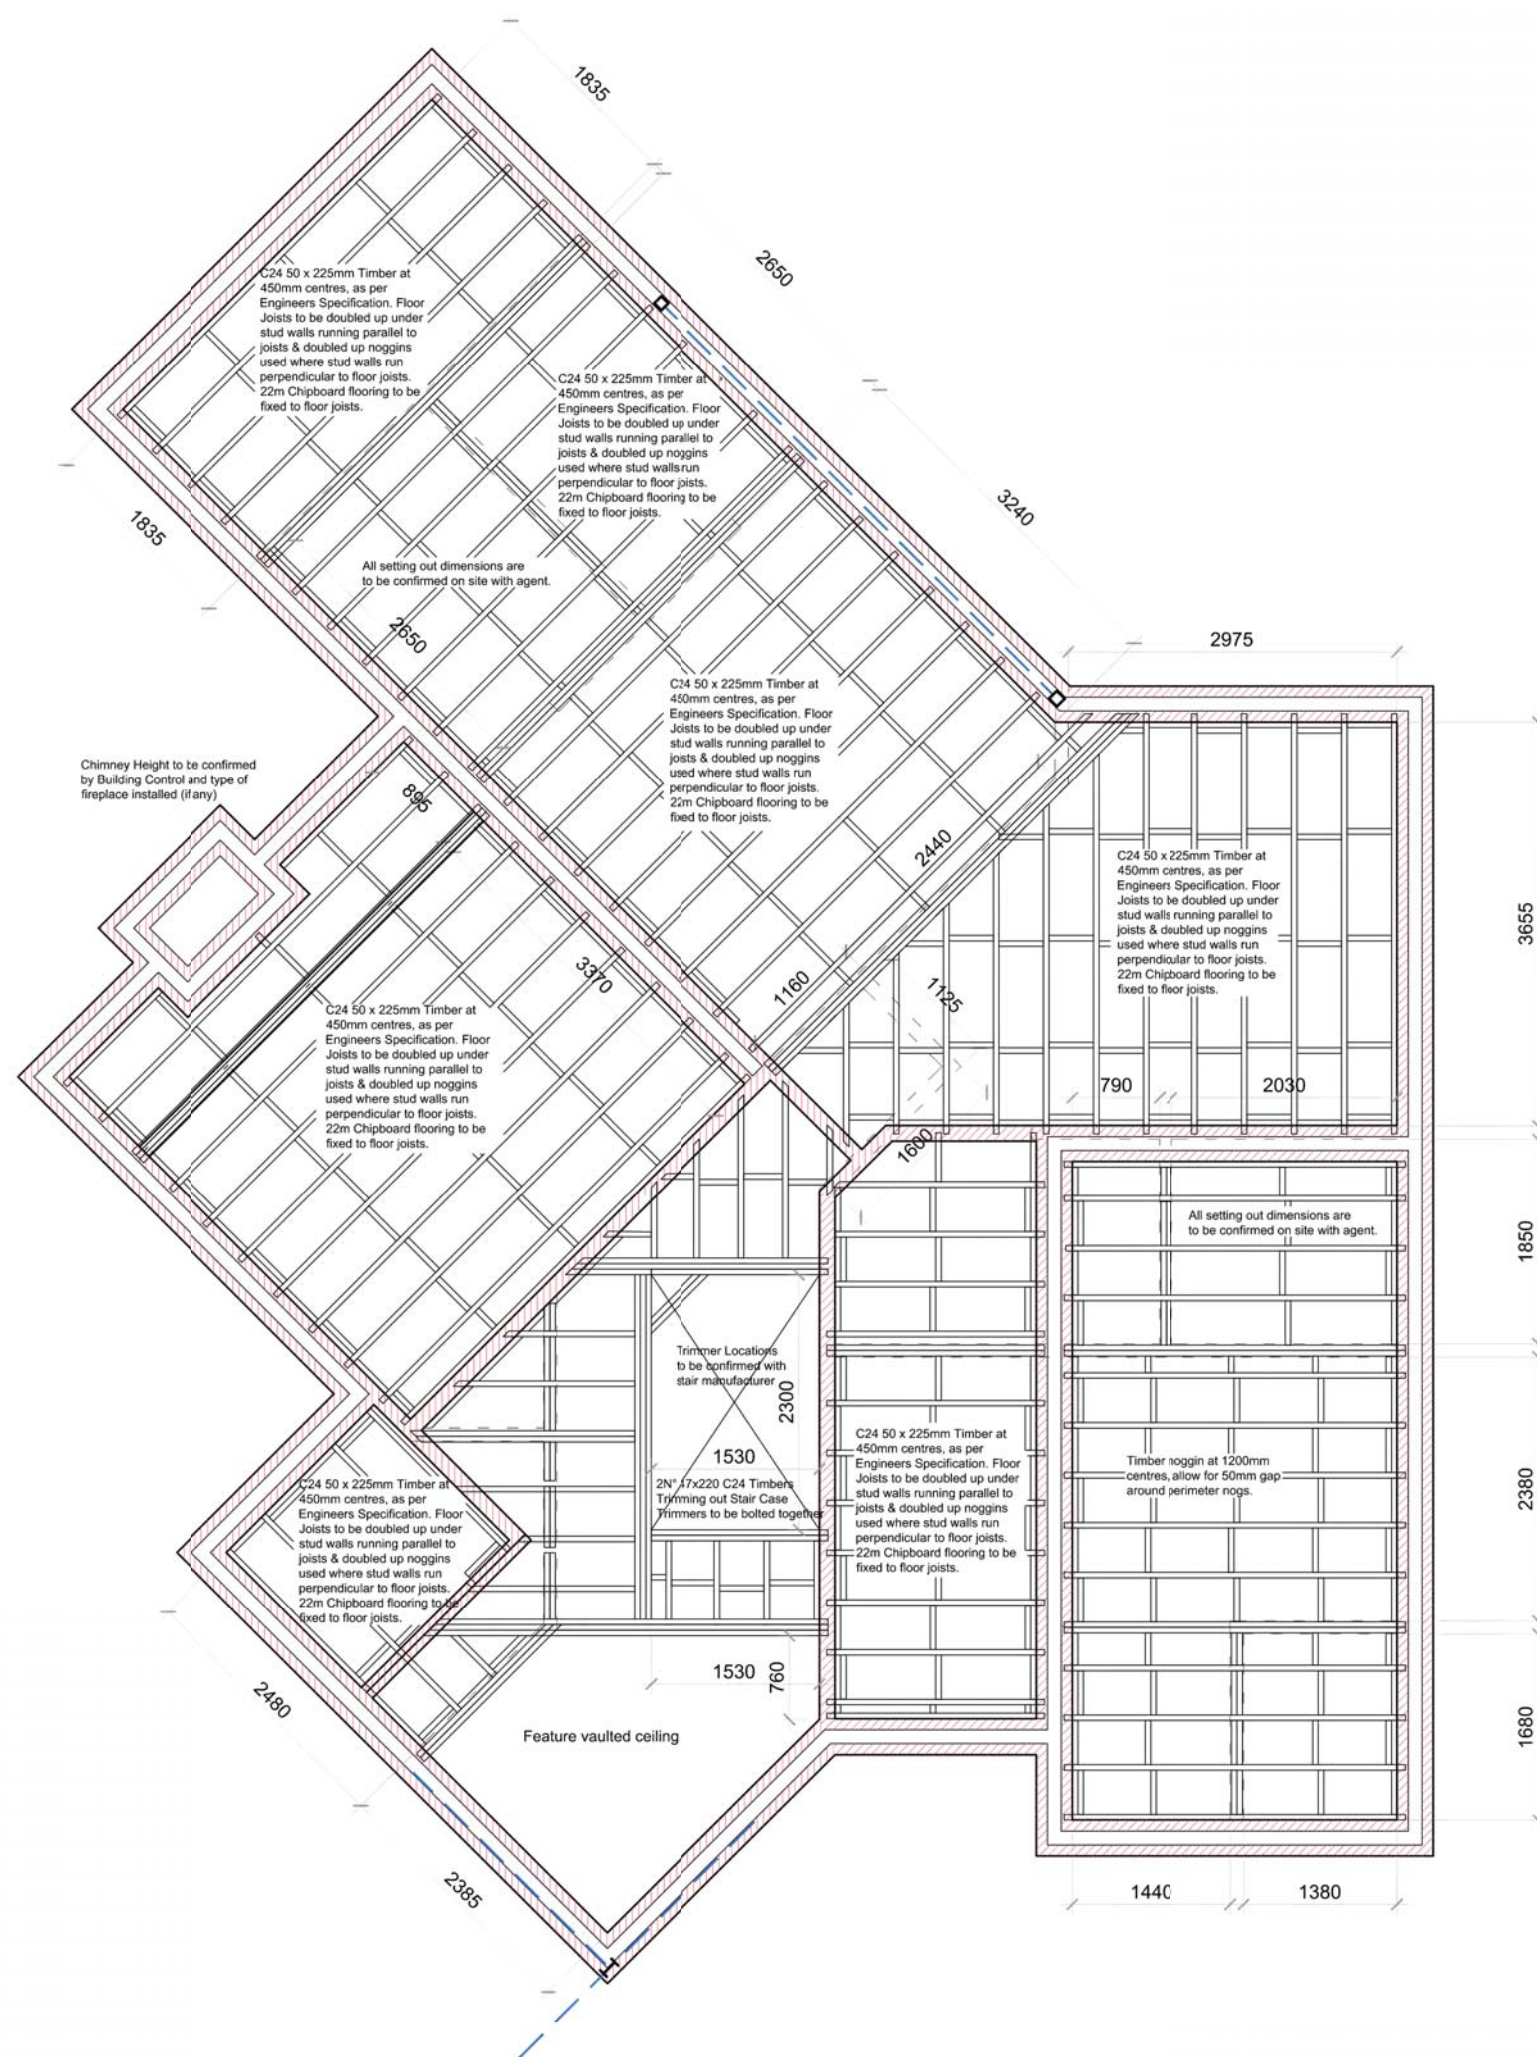 1835
2650
C24 50 x 225mm Timber at
450mm centres, as per
Engineers Specification. Floor
Joists to be doubled up under
stud walls running parallel to
joists & doubled up noggins
used where stud walls run
perpendicular to floor joists.
22m Chipboard flooring to be
fixed to floor joists.
C24 50 x 225mm Timber at
450mm centres, as per
Engineers Specification. Floor
Joists to be doubled up under
stud walls running parallel to
joists & doubled up noggins
used where stud walls run
perpendicular to floor joists.
22m Chipboard flooring to be
fixed to floor joists.
3240
1835
All setting out dimensions are
to be confirmed on site with agent.
2650
2975
C24 50 x 225mm Timber at
450mm centres, as per
Engineers Specification. Floor
Joists to be doubled up under
stud walls running parallel to
joists & doubled up noggins
used where stud walls run
perpendicular to floor joists.
22m Chipboard flooring to be
fixed to floor joists.
Chimney Height to be confirmed
by Building Control and type of
fireplace installed (if any)
895
2440
C24 50 x 225mm Timber at
450mm centres, as per
Engineers Specification. Floor
Joists to be doubled up under
stud walls running parallel to
joists & doubled up noggins
used where stud walls run
perpendicular to floor joists.
22m Chipboard flooring to be
fixed to floor joists.
3655
3370
1160
1125
C24 50 x 225mm Timber at
450mm centres, as per
Engineers Specification. Floor
Joists to be doubled up under
stud walls running parallel to
joists & doubled up noggins
used where stud walls run
perpendicular to floor joists.
22m Chipboard flooring to be
fixed to floor joists.
790
2030
1600
All setting out dimensions are
to be confirmed on site with agent.
1850
Trimmer Locations
to be confirmed with
stair manufacturer
2300
1530
2N° 47x220 C24 Timbers
Trimming out Stair Case
Trimmers to be bolted together
C24 50 x 225mm Timber at
450mm centres, as per
Engineers Specification. Floor
Joists to be doubled up under
stud walls running parallel to
joists & doubled up noggins
used where stud walls run
perpendicular to floor joists.
22m Chipboard flooring to be
fixed to floor joists.
Timber noggin at 1200mm
centres, allow for 50mm gap
around perimeter nogs.
2380
C24 50 x 225mm Timber at
450mm centres, as per
Engineers Specification. Floor
Joists to be doubled up under
stud walls running parallel to
joists & doubled up noggins
used where stud walls run
perpendicular to floor joists.
22m Chipboard flooring to be
fixed to floor joists.
1530
760
2480
Feature vaulted ceiling
1680
2385
1440
1380